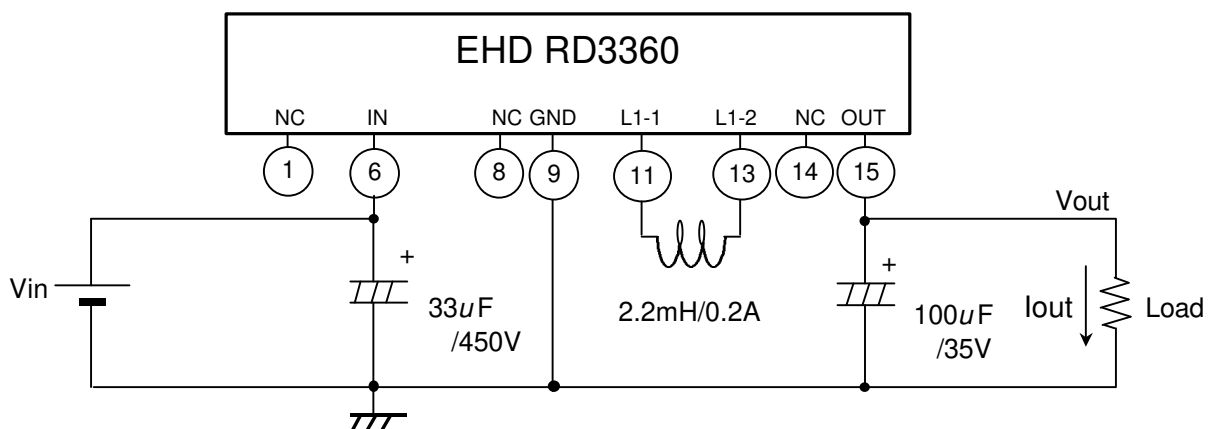 EHD RD3360
NC IN NC GND L1-1 L1-2 NC OUT
1 6 8 9 11 13 14 15
Vout
Vin
+
33uF
/450V
2.2mH/0.2A
+
100uF
/35V
Iout
Load